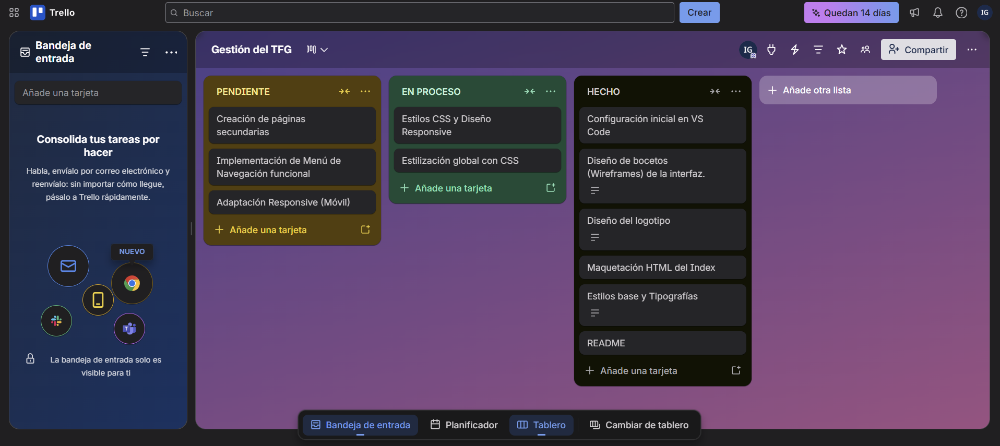 Trello
Buscar
Crear
Quedan 14 días
IG
Bandeja de
entrada
Añade una tarjeta
Consolida tus tareas por
hacer
Habla, envíalo por correo electrónico y
reenvíalo: sin importar cómo llegue,
pásalo a Trello rápidamente.
NUEVO
T
La bandeja de entrada solo es
visible para ti
Gestión del TFG
IG
Compartir
PENDIENTE
Creación de páginas
secundarias
Implementación de Menú de
Navegación funcional
Adaptación Responsive (Móvil)
Añade una tarjeta
EN PROCESO
Estilos CSS y Diseño
Responsive
Estilización global con CSS
Añade una tarjeta
HECHO
Configuración inicial en VS
Code
Diseño de bocetos
(Wireframes) de la interfaz.
Diseño del logotipo
Maquetación HTML del Index
Estilos base y Tipografías
README
Añade una tarjeta
Añade otra lista
Bandeja de entrada
Planificador
Tablero
Cambiar de tablero